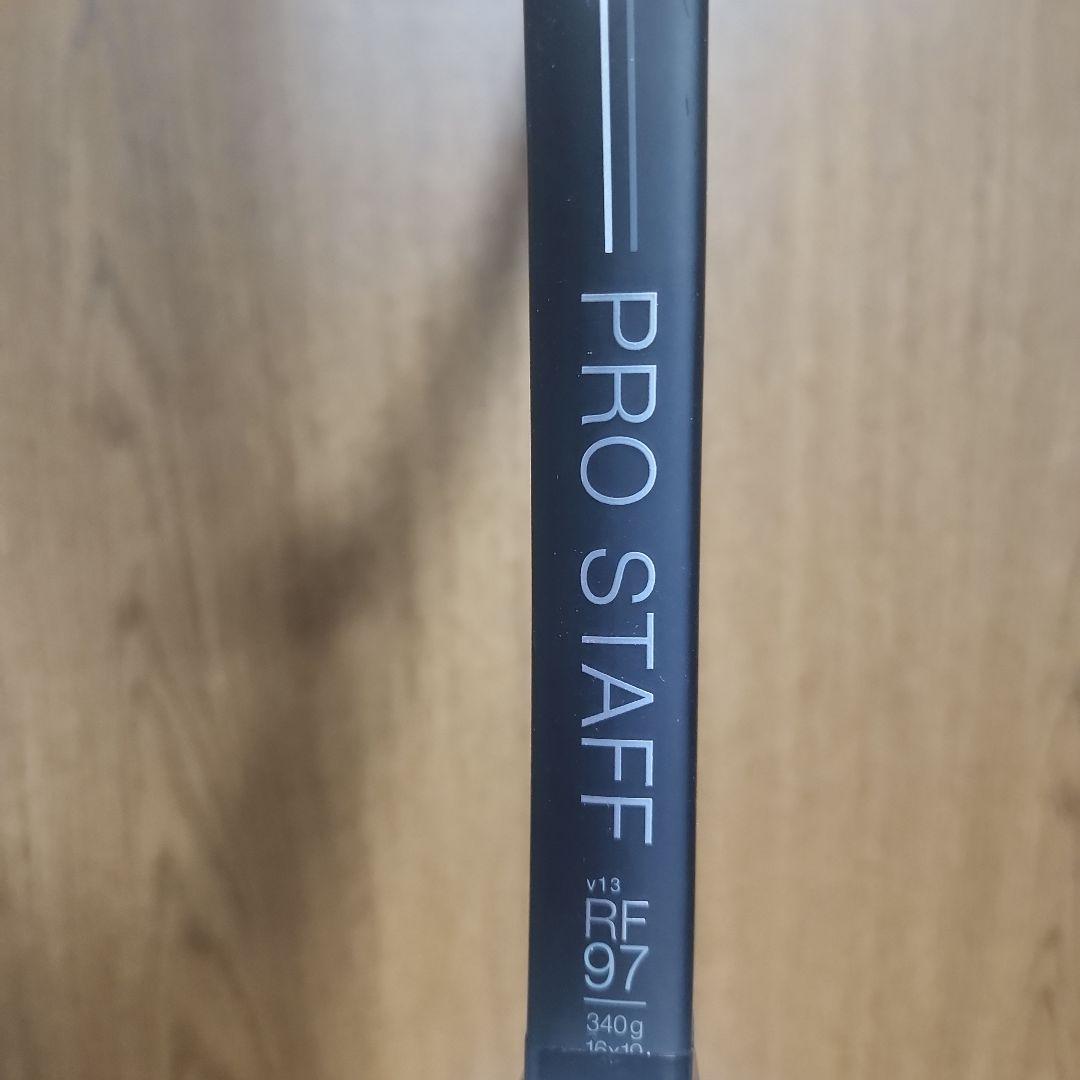 PRO STAFF
v13
RF
97
340g